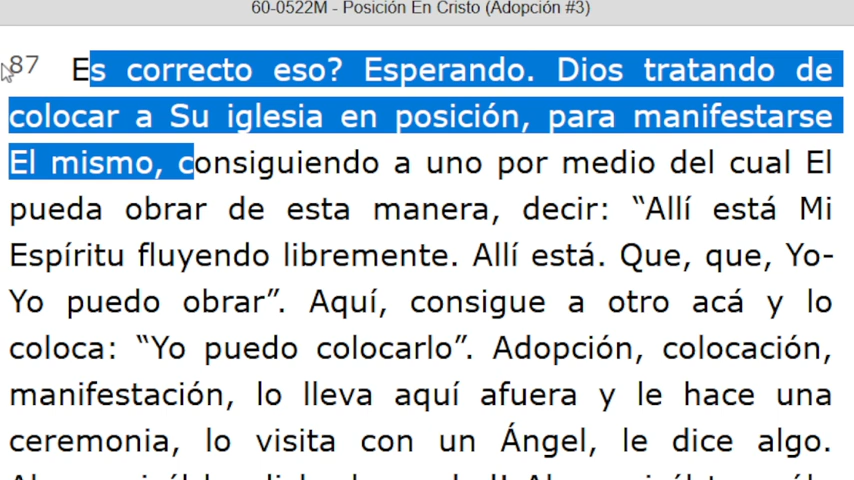 60-0522M - Posición En Cristo (Adopción #3)
87 Es correcto eso? Esperando. Dios tratando de
colocar a Su iglesia en posición, para manifestarse
El mismo, consiguiendo a uno por medio del cual El
pueda obrar de esta manera, decir: “Allí está Mi
Espíritu fluyendo libremente. Allí está. Que, que, Yo-
Yo puedo obrar”. Aquí, consigue a otro acá y lo
coloca: “Yo puedo colocarlo”. Adopción, colocación,
manifestación, lo lleva aquí afuera y le hace una
ceremonia, lo visita con un Ángel, le dice algo.